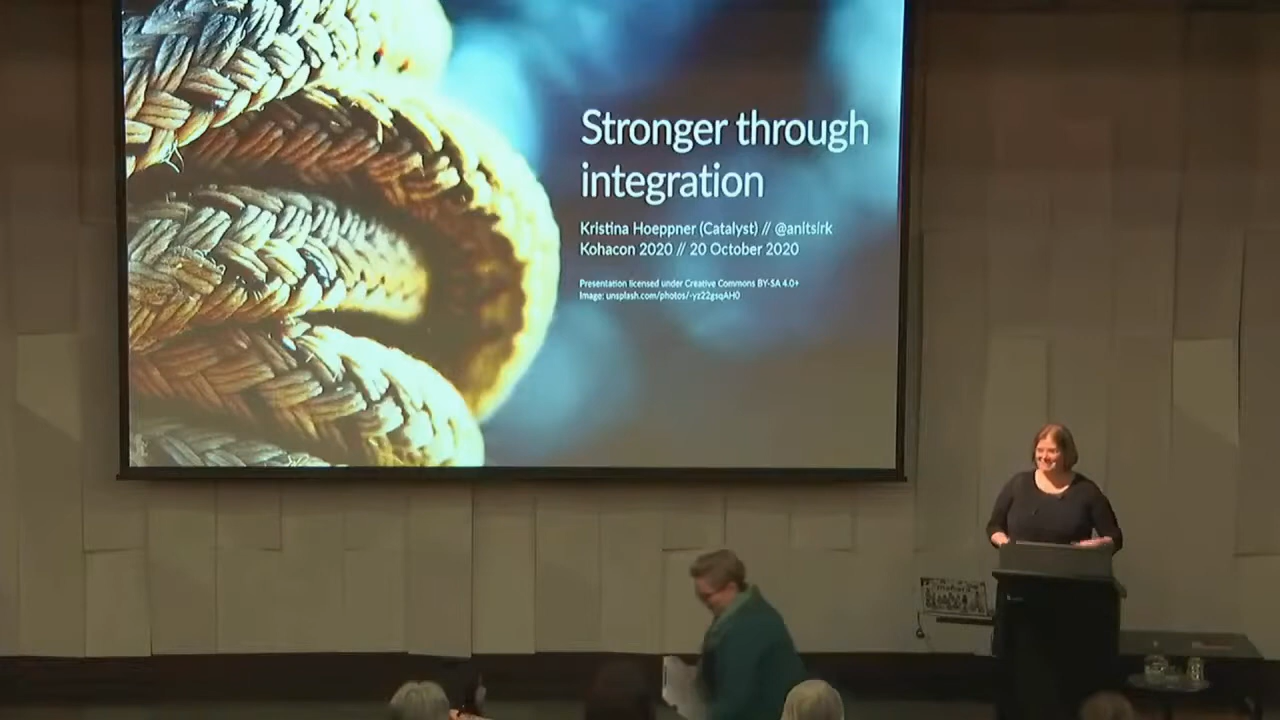 Stronger through
integration
Kristina Hoeppner (Catalyst) // @anitsirk
Kohacon 2020 // 20 October 2020
Presentation licensed under Creative Commons BY-SA 4.0+
Image: unsplash.com/photos/-yz22gsqAH0
mahara